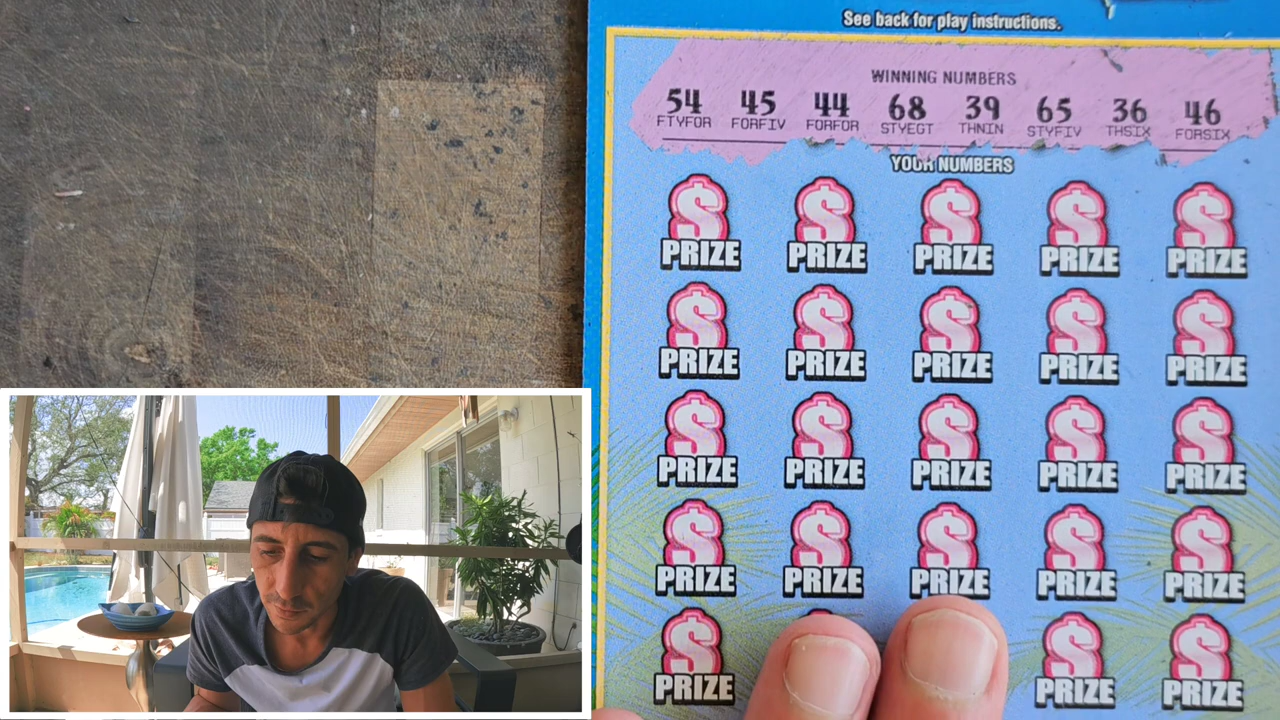 See back for play instructions.
WINNING NUMBERS
54 45 44 68 39 65 36 46
FTYFOR FORFIV FORFOR STYEGT THNIN STYFIV THSIX FORSIX
YOUR NUMBERS
$ $ $ $ $
PRIZE PRIZE PRIZE PRIZE PRIZE
$ $ $ $ $
PRIZE PRIZE PRIZE PRIZE PRIZE
$ $ $ $ $
PRIZE PRIZE PRIZE PRIZE PRIZE
$ $ $ $ $
PRIZE PRIZE PRIZE PRIZE PRIZE
$ $ $
PRIZE PRIZE PRIZE